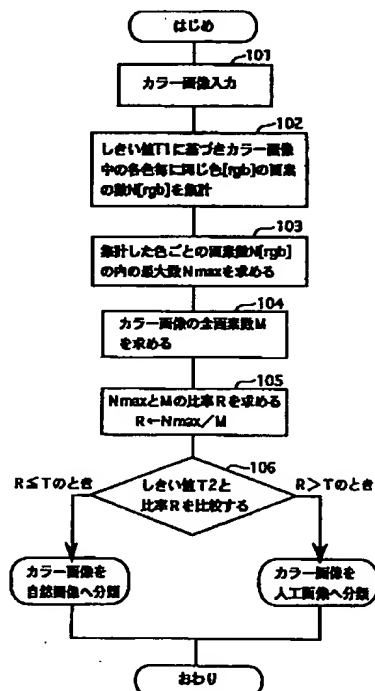 はじめ
101
カラー画像入力
102
しきい値T1に基づきカラー画像
中の各色毎に同じ色[rgb]の画素
の数N[rgb]を集計
103
集計した色ごとの画素数N[rgb]
の内の最大数Nmaxを求める
104
カラー画像の全画素数M
を求める
105
NmaxとMの比率Rを求める
R←Nmax/M
106
R≦Tのとき
しきい値T2と
比率Rを比較する
R>Tのとき
カラー画像を
自然画像へ分類
カラー画像を
人工画像へ分類
おわり